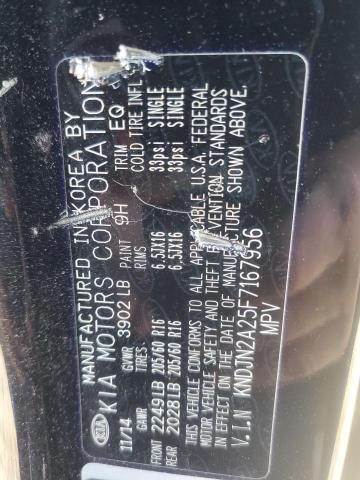 MANUFACTURED IN KOREA BY
KIA KIA MOTORS CORPORATION
11/14 GVWR 3902 LB PAINT 9H TRIM EQ
GAWR TIRES RIMS COLD TIRE INFL
FRONT 2249 LB 205/60 R16 6.5JX16 33psi SINGLE
REAR 2028 LB 205/60 R16 6.5JX16 33psi SINGLE
THIS VEHICLE CONFORMS TO ALL APPLICABLE U.S.A. FEDERAL
MOTOR VEHICLE SAFETY AND THEFT PREVENTION STANDARDS
IN EFFECT ON THE DATE OF MANUFACTURE SHOWN ABOVE.
V.I.N KNDJN2A25F7167956
MPV